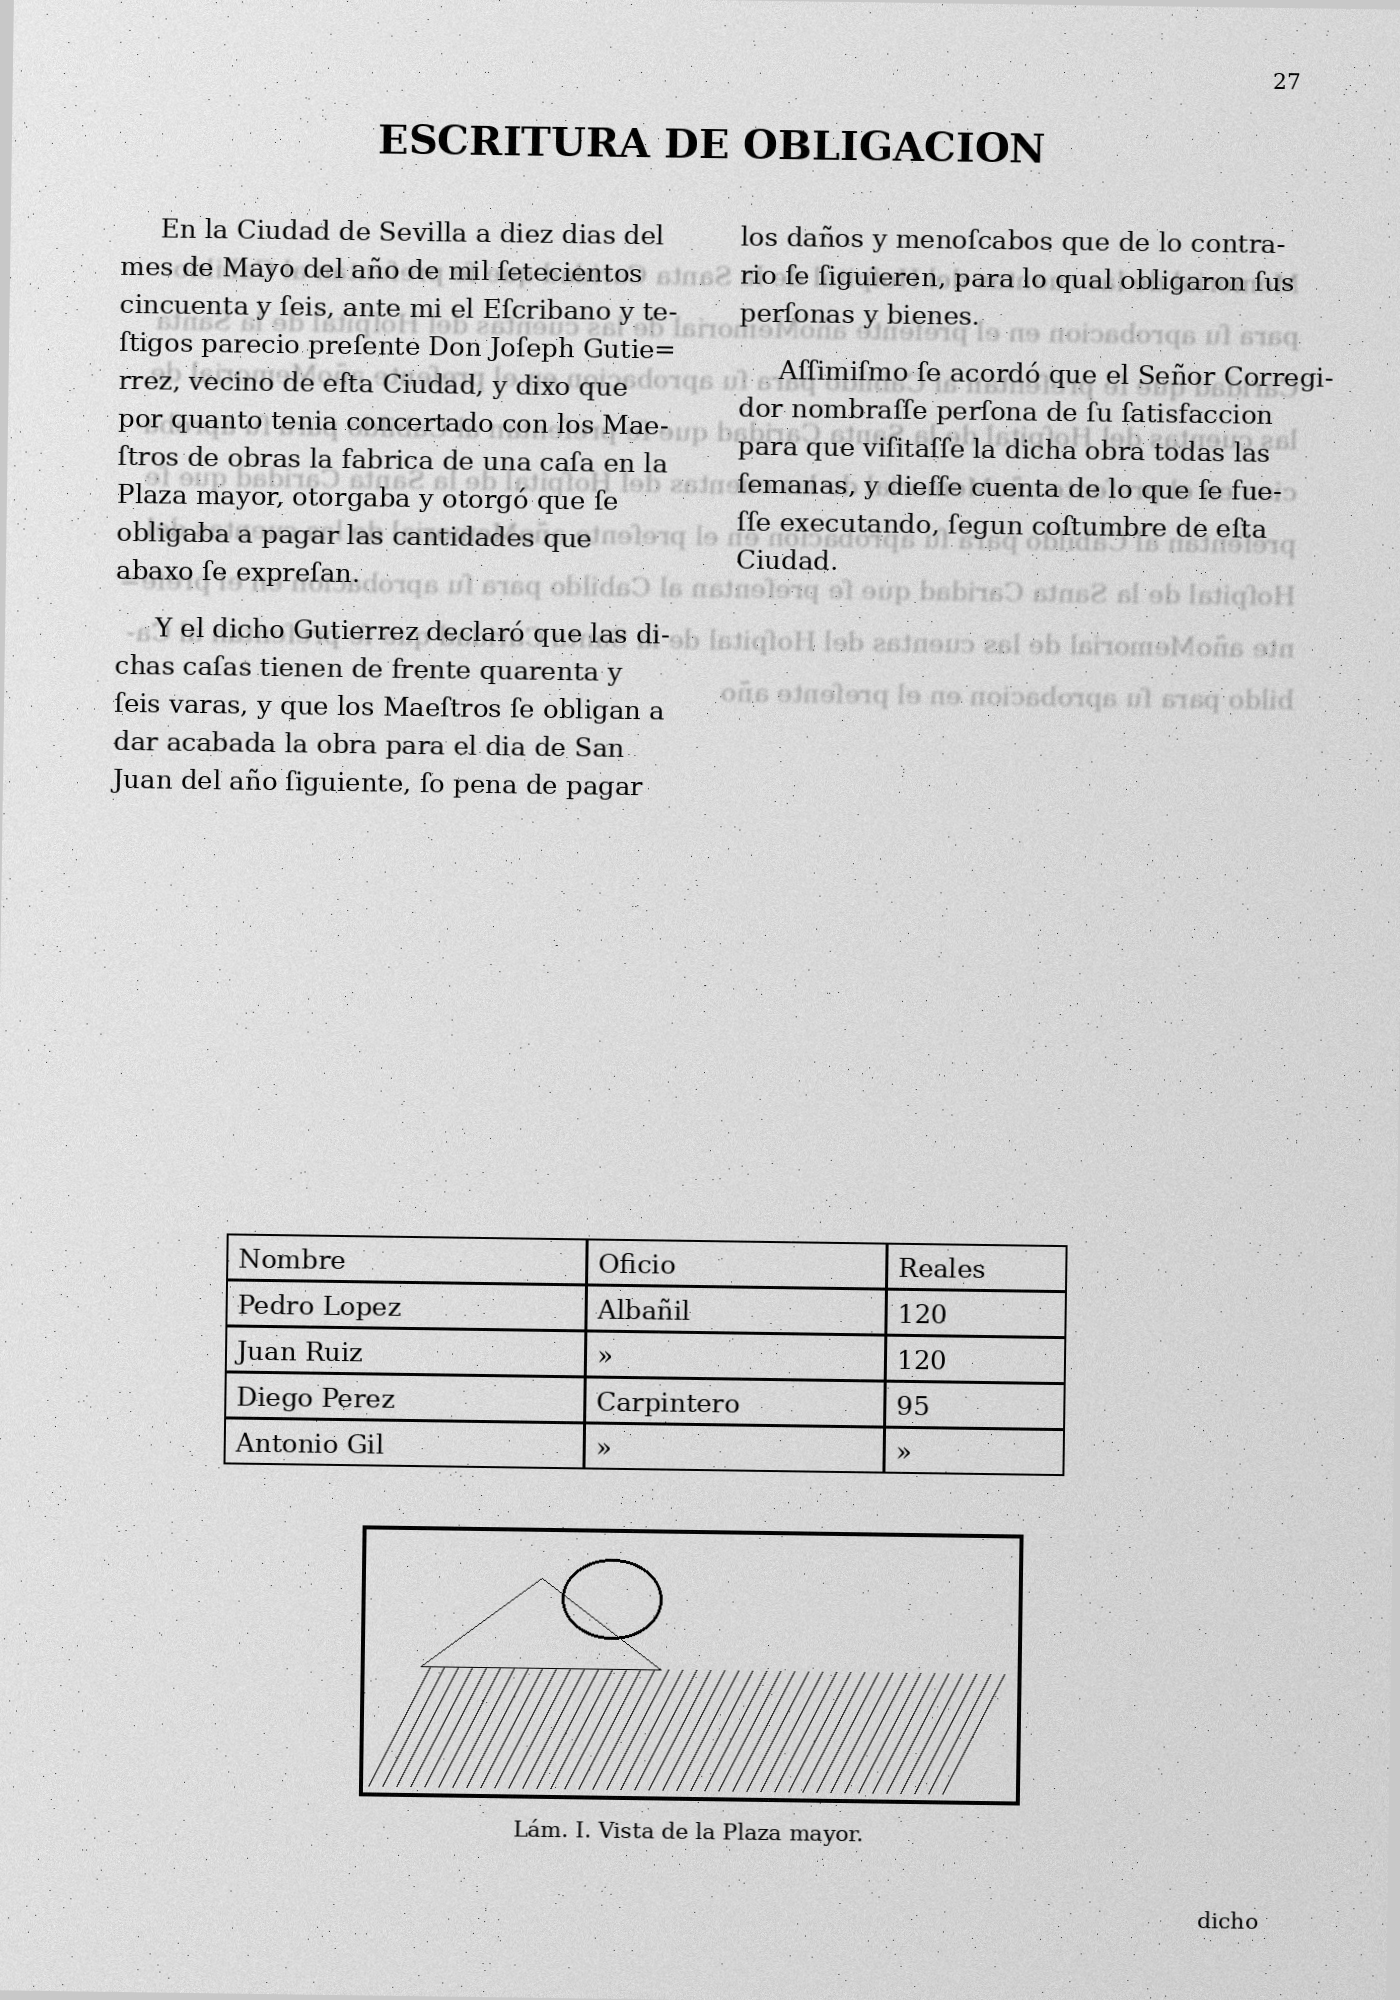 27
ESCRITURA DE OBLIGACION
En la Ciudad de Sevilla a diez dias del
mes de Mayo del año de mil ſetecientos
cincuenta y ſeis, ante mi el Eſcribano y te-
ſtigos parecio preſente Don Joſeph Gutie=
rrez, vecino de eſta Ciudad, y dixo que
por quanto tenia concertado con los Mae-
ſtros de obras la fabrica de una caſa en la
Plaza mayor, otorgaba y otorgó que ſe
obligaba a pagar las cantidades que
abaxo ſe expreſan.
Y el dicho Gutierrez declaró que las di-
chas caſas tienen de frente quarenta y
ſeis varas, y que los Maeſtros ſe obligan a
dar acabada la obra para el dia de San
Juan del año ſiguiente, ſo pena de pagar
los daños y menoſcabos que de lo contra-
rio ſe ſiguieren, para lo qual obligaron ſus
perſonas y bienes.
Aſſimiſmo ſe acordó que el Señor Corregi-
dor nombraſſe perſona de ſu ſatisfaccion
para que viſitaſſe la dicha obra todas las
ſemanas, y dieſſe cuenta de lo que ſe fue-
ſſe executando, ſegun coſtumbre de eſta
Ciudad.
Nombre Oficio Reales
Pedro Lopez Albañil 120
Juan Ruiz » 120
Diego Perez Carpintero 95
Antonio Gil » »
Lám. I. Vista de la Plaza mayor.
dicho